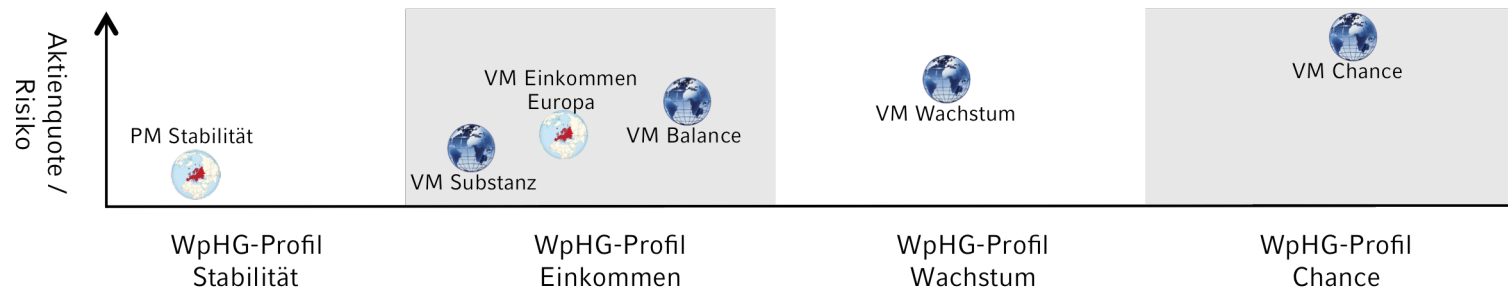 Aktienquote /
Risiko
PM Stabilität
VM Substanz
VM Einkommen
Europa
VM Balance
VM Wachstum
VM Chance
WpHG-Profil
Stabilität
WpHG-Profil
Einkommen
WpHG-Profil
Wachstum
WpHG-Profil
Chance